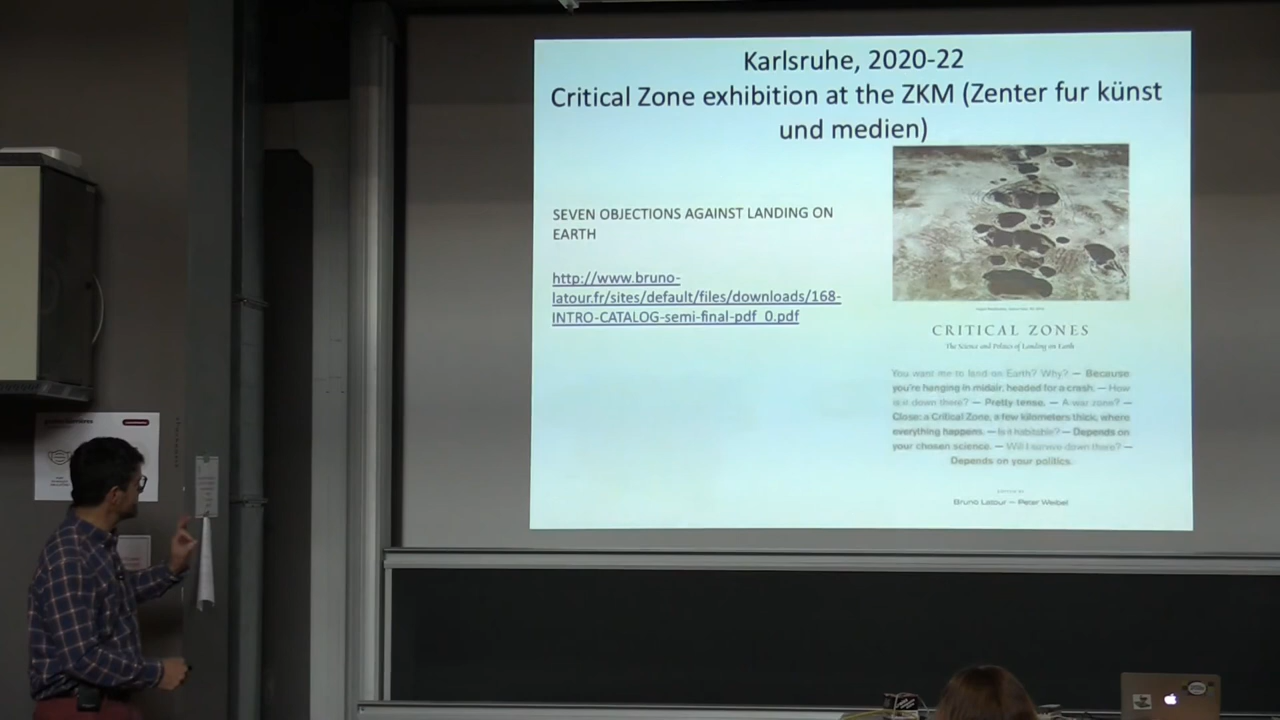 Karlsruhe, 2020-22
Critical Zone exhibition at the ZKM (Zenter fur künst
und medien)
SEVEN OBJECTIONS AGAINST LANDING ON
EARTH
http://www.bruno-
latour.fr/sites/default/files/downloads/168-
INTRO-CATALOG-semi-final-pdf_0.pdf
CRITICAL ZONES
The Science and Politics of Landing on Earth
You want me to land on Earth? Why? — Because
you're hanging in midair, headed for a crash. — How
is it down there? — Pretty tense. — A war zone? —
Close: a Critical Zone, a few kilometers thick, where
everything happens. — Is it habitable? — Depends on
your chosen science. — Will I survive down there? —
Depends on your politics.
Bruno Latour — Peter Weibel